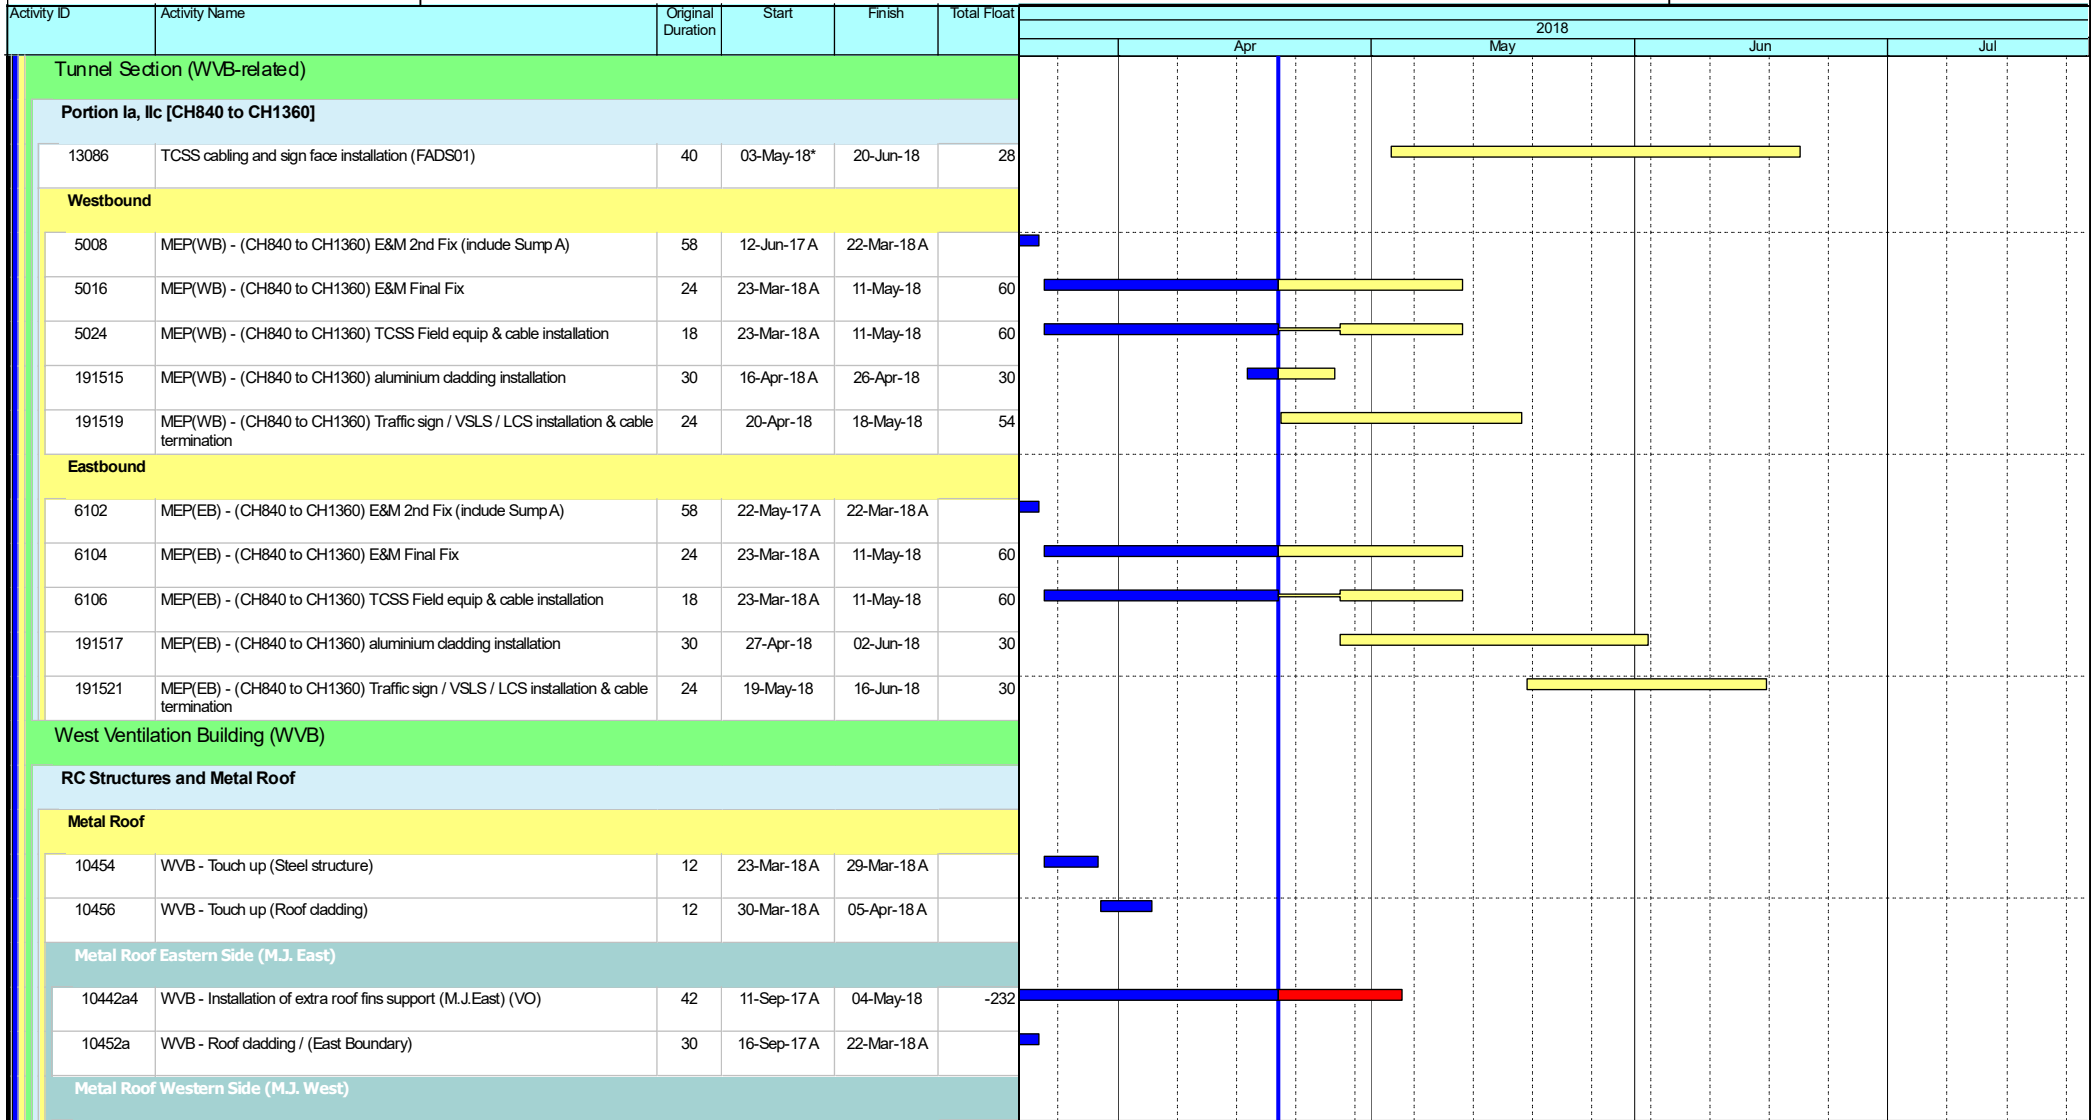 Activity ID Activity Name Original Duration Start Finish Total Float
2018
Apr May Jun Jul
Tunnel Section (WVB-related)
Portion Ia, IIc [CH840 to CH1360]
13086 TCSS cabling and sign face installation (FADS01) 40 03-May-18* 20-Jun-18 28
Westbound
5008 MEP(WB) - (CH840 to CH1360) E&M 2nd Fix (include Sump A) 58 12-Jun-17 A 22-Mar-18 A
5016 MEP(WB) - (CH840 to CH1360) E&M Final Fix 24 23-Mar-18 A 11-May-18 60
5024 MEP(WB) - (CH840 to CH1360) TCSS Field equip & cable installation 18 23-Mar-18 A 11-May-18 60
191515 MEP(WB) - (CH840 to CH1360) aluminium cladding installation 30 16-Apr-18 A 26-Apr-18 30
191519 MEP(WB) - (CH840 to CH1360) Traffic sign / VSLS / LCS installation & cable 24 20-Apr-18 18-May-18 54
termination
Eastbound
6102 MEP(EB) - (CH840 to CH1360) E&M 2nd Fix (include Sump A) 58 22-May-17 A 22-Mar-18 A
6104 MEP(EB) - (CH840 to CH1360) E&M Final Fix 24 23-Mar-18 A 11-May-18 60
6106 MEP(EB) - (CH840 to CH1360) TCSS Field equip & cable installation 18 23-Mar-18 A 11-May-18 60
191517 MEP(EB) - (CH840 to CH1360) aluminium cladding installation 30 27-Apr-18 02-Jun-18 30
191521 MEP(EB) - (CH840 to CH1360) Traffic sign / VSLS / LCS installation & cable 24 19-May-18 16-Jun-18 30
termination
West Ventilation Building (WVB)
RC Structures and Metal Roof
Metal Roof
10454 WVB - Touch up (Steel structure) 12 23-Mar-18 A 29-Mar-18 A
10456 WVB - Touch up (Roof cladding) 12 30-Mar-18 A 05-Apr-18 A
Metal Roof Eastern Side (M.J. East)
10442a4 WVB - Installation of extra roof fins support (M.J.East) (VO) 42 11-Sep-17 A 04-May-18 -232
10452a WVB - Roof cladding / (East Boundary) 30 16-Sep-17 A 22-Mar-18 A
Metal Roof Western Side (M.J. West)